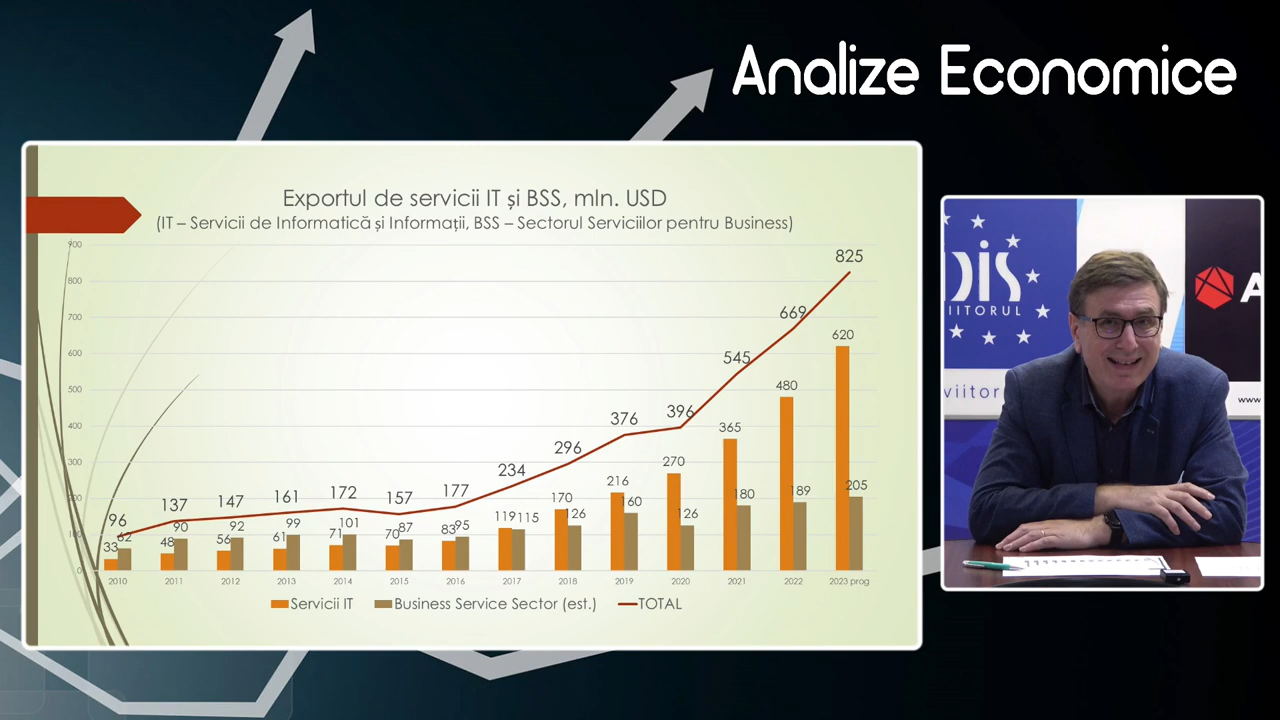 Analize Economice
Exportul de servicii IT și BSS, mln. USD
(IT – Servicii de Informatică și Informații, BSS – Sectorul Serviciilor pentru Business)
900
800
700
600
500
400
300
200
100
0
96 137 147 161 172 157 177 234 296 376 396 545 669 825
33 48 56 61 71 70 83 119 170 216 270 365 480 620
62 90 92 99 101 87 95 115 126 160 126 180 189 205
2010 2011 2012 2013 2014 2015 2016 2017 2018 2019 2020 2021 2022 2023 prog
Servicii IT Business Service Sector (est.) TOTAL
DIS
VIITORUL
viitor
A
www